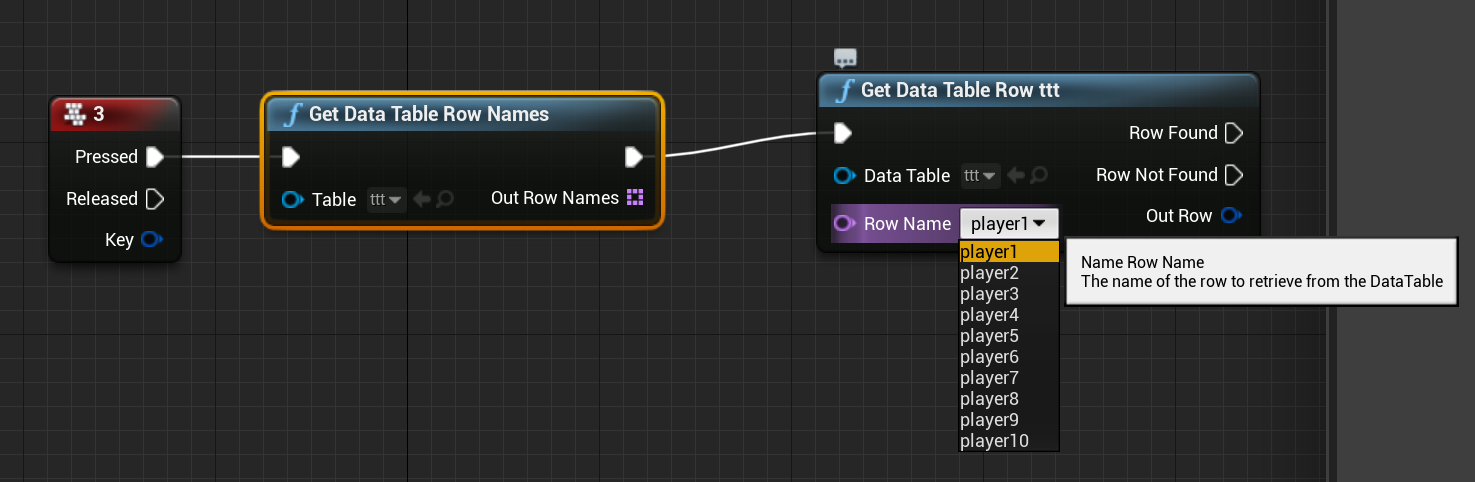 3
Pressed
Released
Key
Get Data Table Row Names
Table ttt
Out Row Names
Get Data Table Row ttt
Row Found
Data Table ttt
Row Not Found
Row Name player1
Out Row
player1
player2
player3
player4
player5
player6
player7
player8
player9
player10
Name Row Name
The name of the row to retrieve from the DataTable